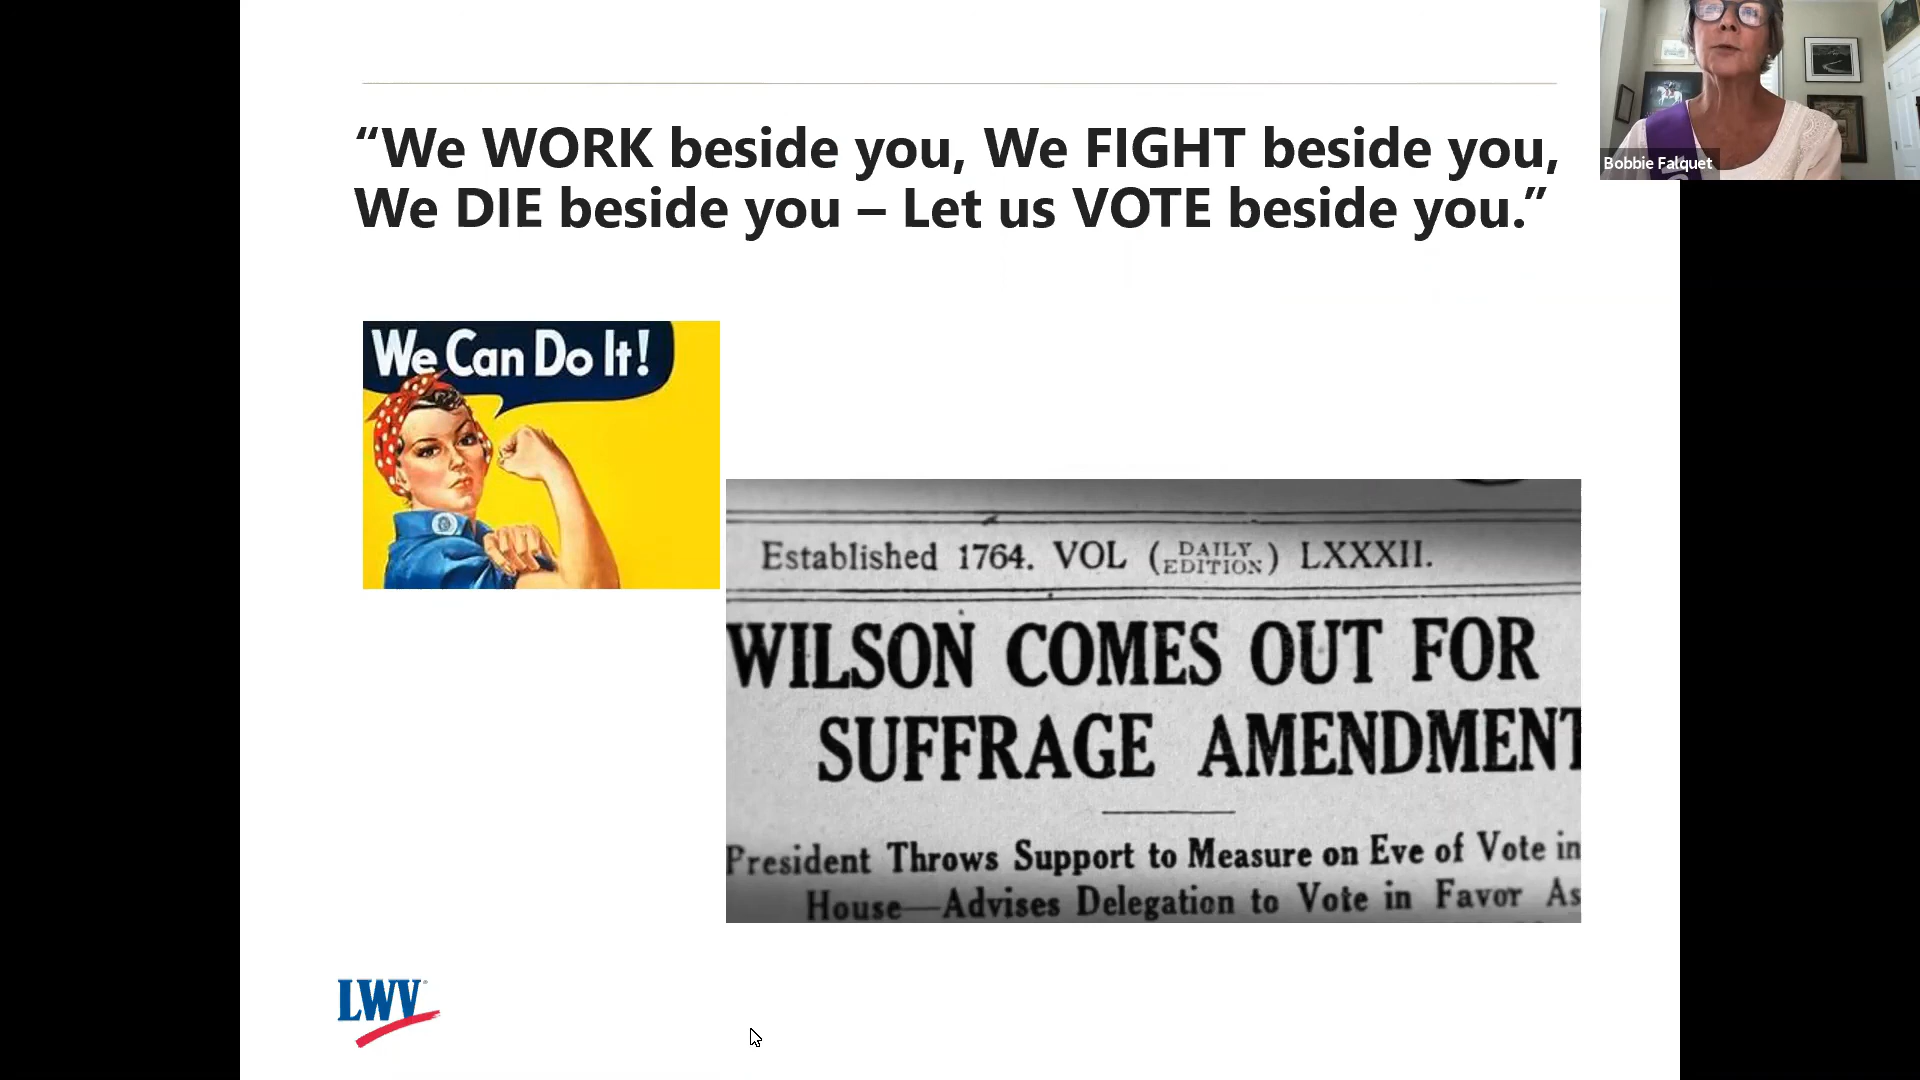 “We WORK beside you, We FIGHT beside you,
We DIE beside you – Let us VOTE beside you.”
Bobbie Falquet
We Can Do It!
Established 1764. VOL (DAILY EDITION) LXXXII.
WILSON COMES OUT FOR
SUFFRAGE AMENDMENT
President Throws Support to Measure on Eve of Vote in
House—Advises Delegation to Vote in Favor As
LWV